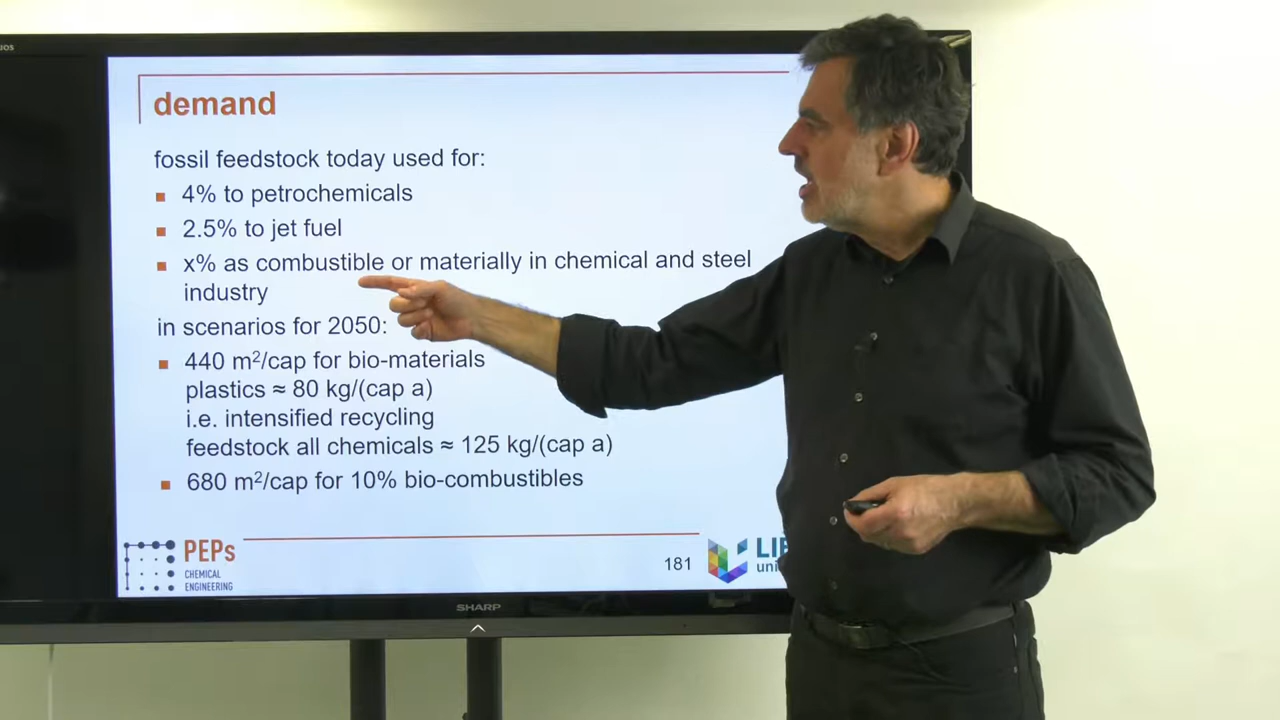 demand
fossil feedstock today used for:
▪ 4% to petrochemicals
▪ 2.5% to jet fuel
▪ x% as combustible or materially in chemical and steel
industry
in scenarios for 2050:
▪ 440 m²/cap for bio-materials
plastics ≈ 80 kg/(cap a)
i.e. intensified recycling
feedstock all chemicals ≈ 125 kg/(cap a)
▪ 680 m²/cap for 10% bio-combustibles
PEPs
CHEMICAL
ENGINEERING
181
SHARP